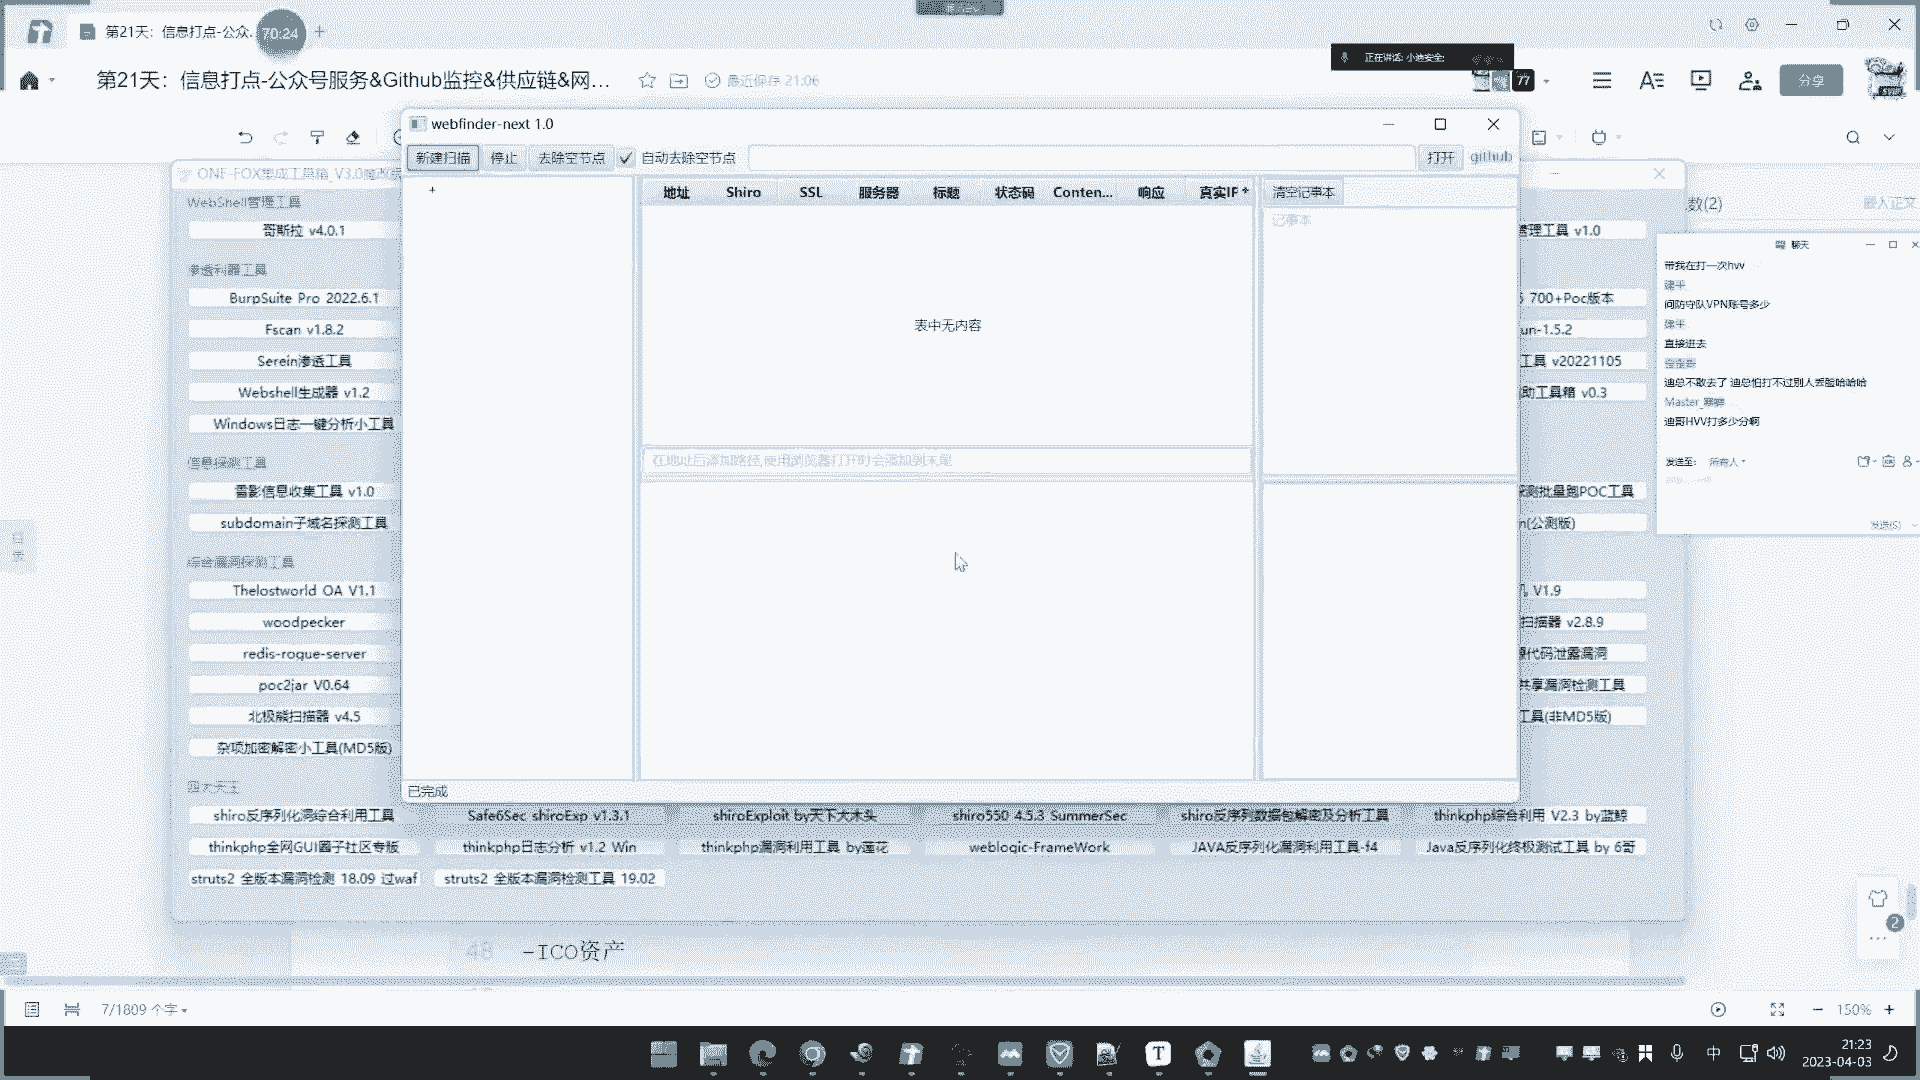 第21天：信息打点-公众.
70:24
正在讲话: 小迪安全;
第21天：信息打点-公众号服务&Github监控&供应链&网...
最近保存 21:06
77
分享
webfinder-next 1.0
新建扫描 停止 去除空节点 自动去除空节点 打开 github
地址 Shiro SSL 服务器 标题 状态码 Conten... 响应 真实IP
清空记事本
记事本
表中无内容
在地址后添加路径,使用浏览器打开时会添加到末尾
已完成
WebShell管理工具
哥斯拉 v4.0.1
管理工具 v1.0
渗透利器工具
BurpSuite Pro 2022.6.1
700+Poc版本
Fscan v1.8.2
un-1.5.2
Serein渗透工具
工具 v20221105
Webshell生成器 v1.2
助工具箱 v0.3
Windows日志一键分析小工具
信息探测工具
雷影信息收集工具 v1.0
探测批量跑POC工具
subdomain子域名探测工具
n(公测版)
综合漏洞探测工具
Thelostworld OA V1.1
V1.9
woodpecker
扫描器 v2.8.9
redis-rogue-server
源代码泄露漏洞
poc2jar V0.64
共享漏洞检测工具
北极熊扫描器 v4.5
工具(非MD5版)
杂项加密解密小工具(MD5版)
四大天王
shiro反序列化漏综合利用工具 Safe6Sec shiroExp v1.3.1 shiroExploit by天下大木头 shiro550 4.5.3 SummerSec shiro反序列数据包解密及分析工具 thinkphp综合利用 V2.3 by蓝鲸
thinkphp全网GUI圈子社区专版 thinkphp日志分析 v1.2 Win thinkphp漏洞利用工具 by莲花 weblogic-FrameWork JAVA反序列化漏洞利用工具-f4 Java反序列化终极测试工具 by 6哥
struts2 全版本漏洞检测 18.09 过waf struts2 全版本漏洞检测工具 19.02
数(2)
嵌入正文
聊天
带我在打一次hvv
建平
问防守队VPN账号多少
建平
直接进去
迪总不敢去了 迪总怕打不过别人丢脸哈哈哈
迪哥HVV打多少分啊
发送至: 所有人
发送(S)
48 -ICO资产
2
7/1809 个字
150%
中
21:23
2023-04-03